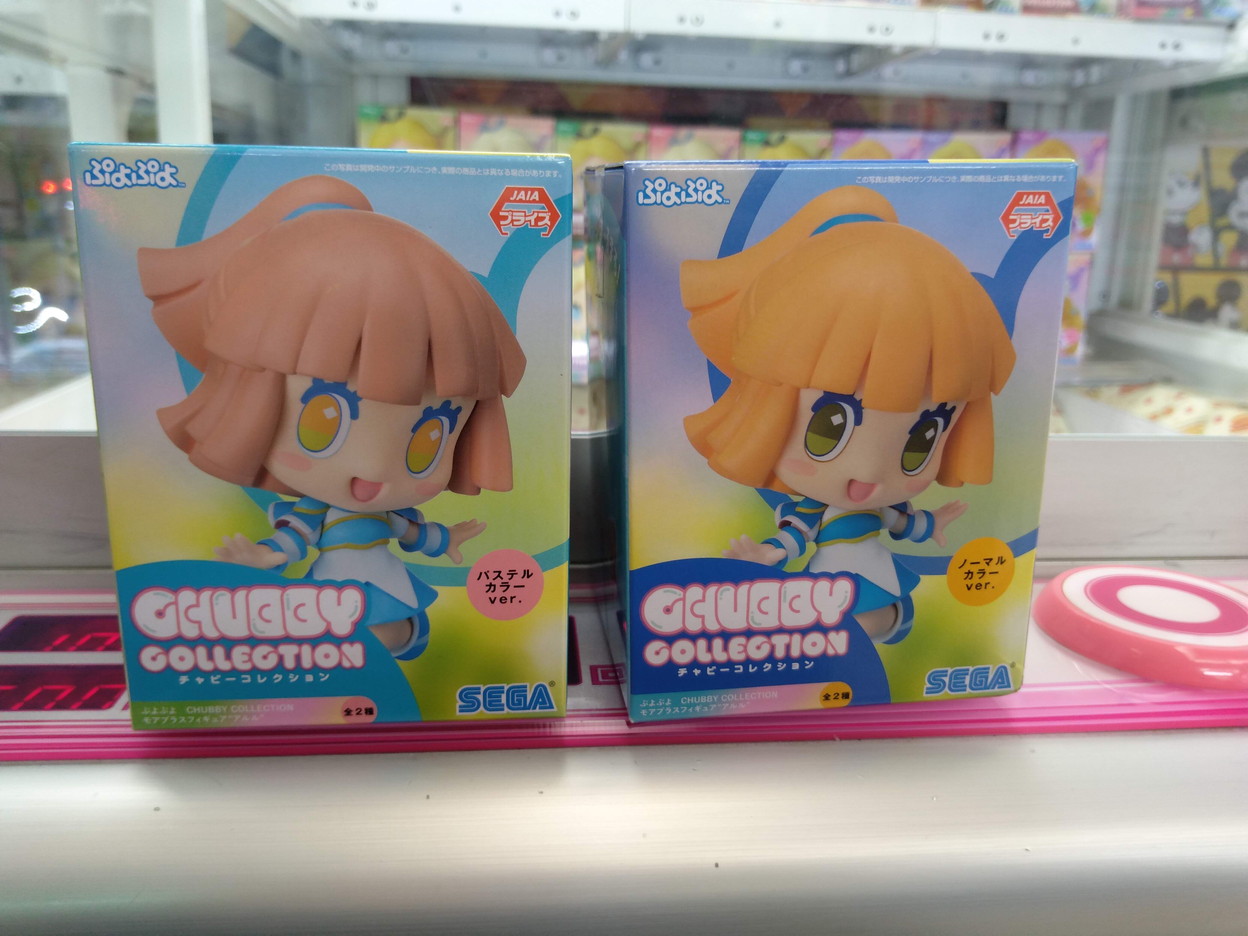 ぷよぷよ™
この写真は開発中のサンプルにつき、実際の商品とは異なる場合があります。
JAIA
プライズ
パステル
カラー
ver.
CHUBBY
COLLECTION
チャビーコレクション
SEGA
ぷよぷよ CHUBBY COLLECTION
モアプラスフィギュア"アルル"
全2種
ぷよぷよ™
この写真は開発中のサンプルにつき、実際の商品とは異なる場合があります。
JAIA
プライズ
ノーマル
カラー
ver.
CHUBBY
COLLECTION
チャビーコレクション
SEGA
ぷよぷよ CHUBBY COLLECTION
モアプラスフィギュア"アルル"
全2種